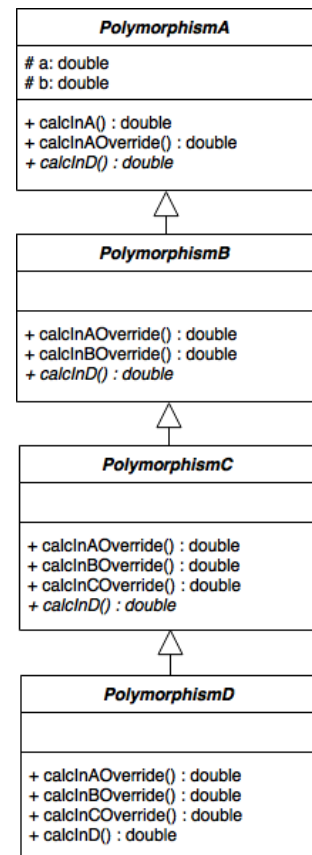 PolymorphismA
# a: double
# b: double
+ calcInA() : double
+ calcInAOverride() : double
+ calcInD() : double
PolymorphismB
+ calcInAOverride() : double
+ calcInBOverride() : double
+ calcInD() : double
PolymorphismC
+ calcInAOverride() : double
+ calcInBOverride() : double
+ calcInCOverride() : double
+ calcInD() : double
PolymorphismD
+ calcInAOverride() : double
+ calcInBOverride() : double
+ calcInCOverride() : double
+ calcInD() : double